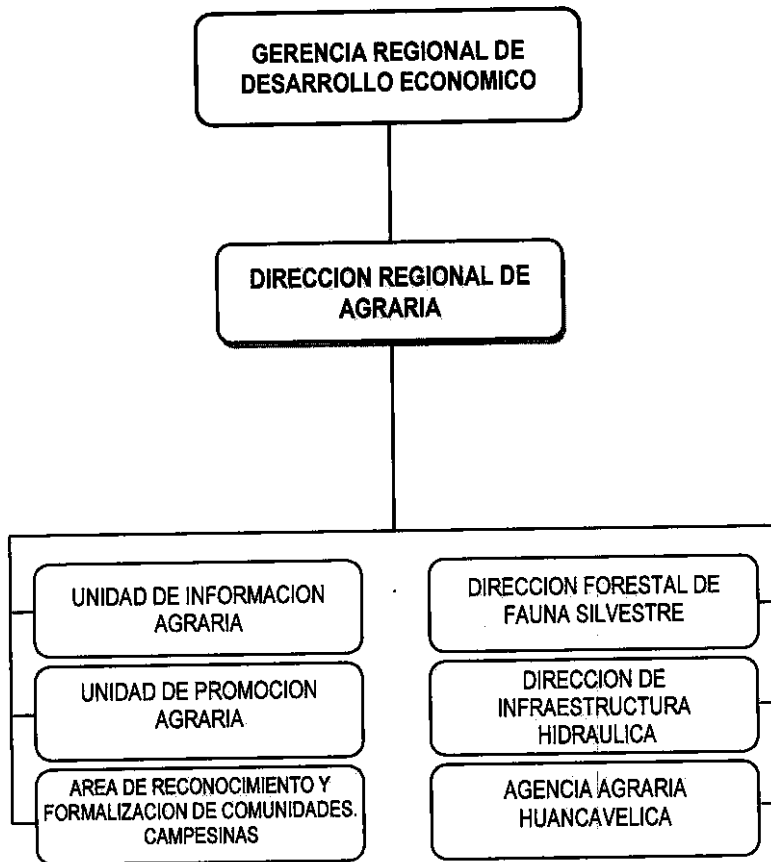 GERENCIA REGIONAL DE
DESARROLLO ECONOMICO
DIRECCION REGIONAL DE
AGRARIA
UNIDAD DE INFORMACION
AGRARIA
UNIDAD DE PROMOCION
AGRARIA
AREA DE RECONOCIMIENTO Y
FORMALIZACION DE COMUNIDADES.
CAMPESINAS
DIRECCION FORESTAL DE
FAUNA SILVESTRE
DIRECCION DE
INFRAESTRUCTURA
HIDRAULICA
AGENCIA AGRARIA
HUANCAVELICA